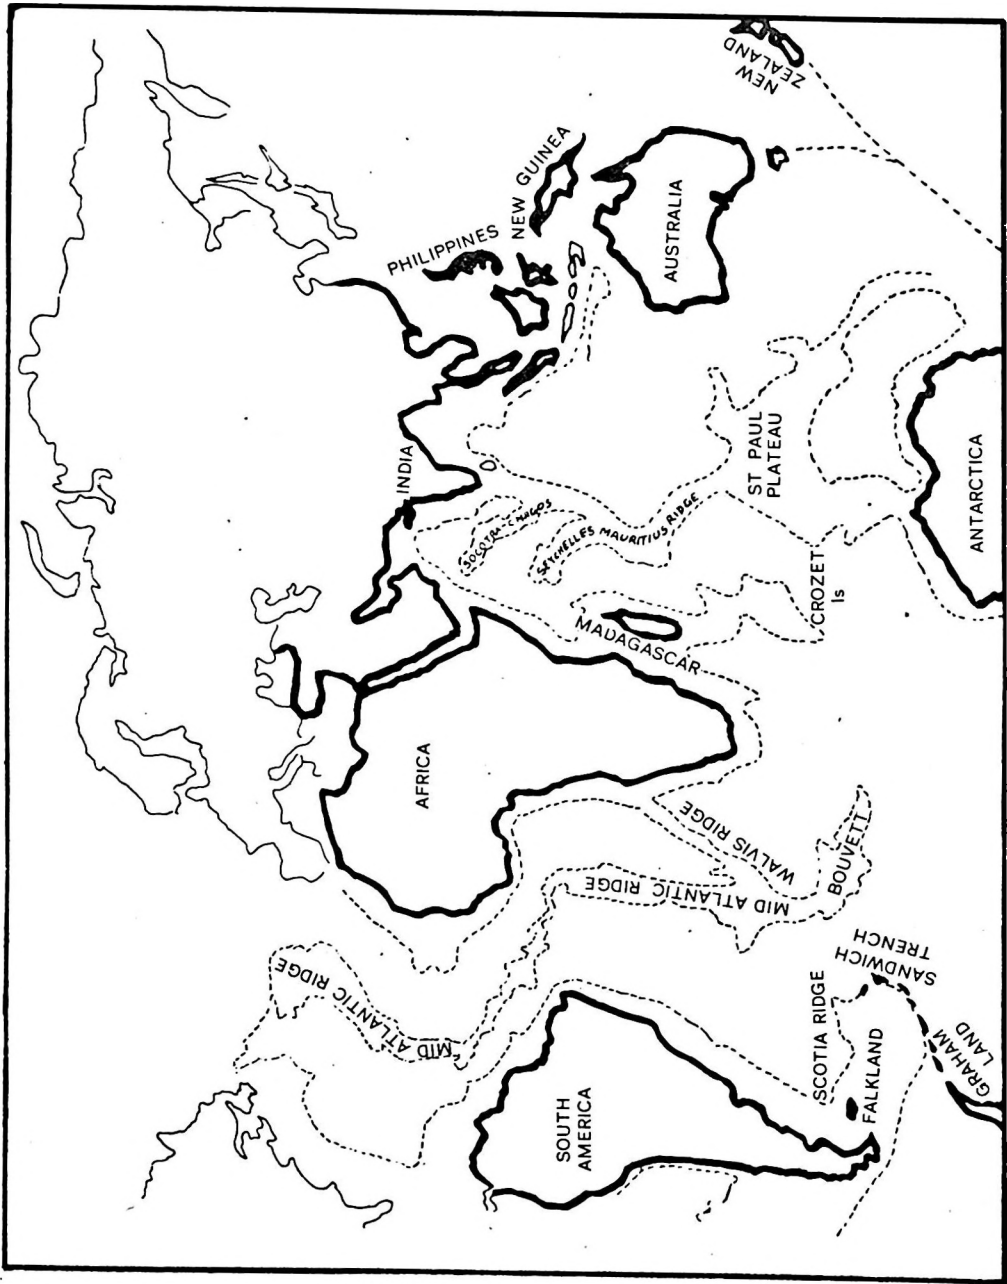 PHILIPPINES
NEW GUINEA
NEW
ZEALAND
AUSTRALIA
INDIA
SOCOTRA-CHAGOS
SEYCHELLES MAURITIUS RIDGE
ST PAUL
PLATEAU
MADAGASCAR
CROZET
Is
ANTARCTICA
AFRICA
WALVIS RIDGE
MID ATLANTIC RIDGE
BOUVETT
MID ATLANTIC RIDGE
SOUTH
AMERICA
SCOTIA RIDGE
SANDWICH
TRENCH
FALKLAND
GRAHAM
LAND